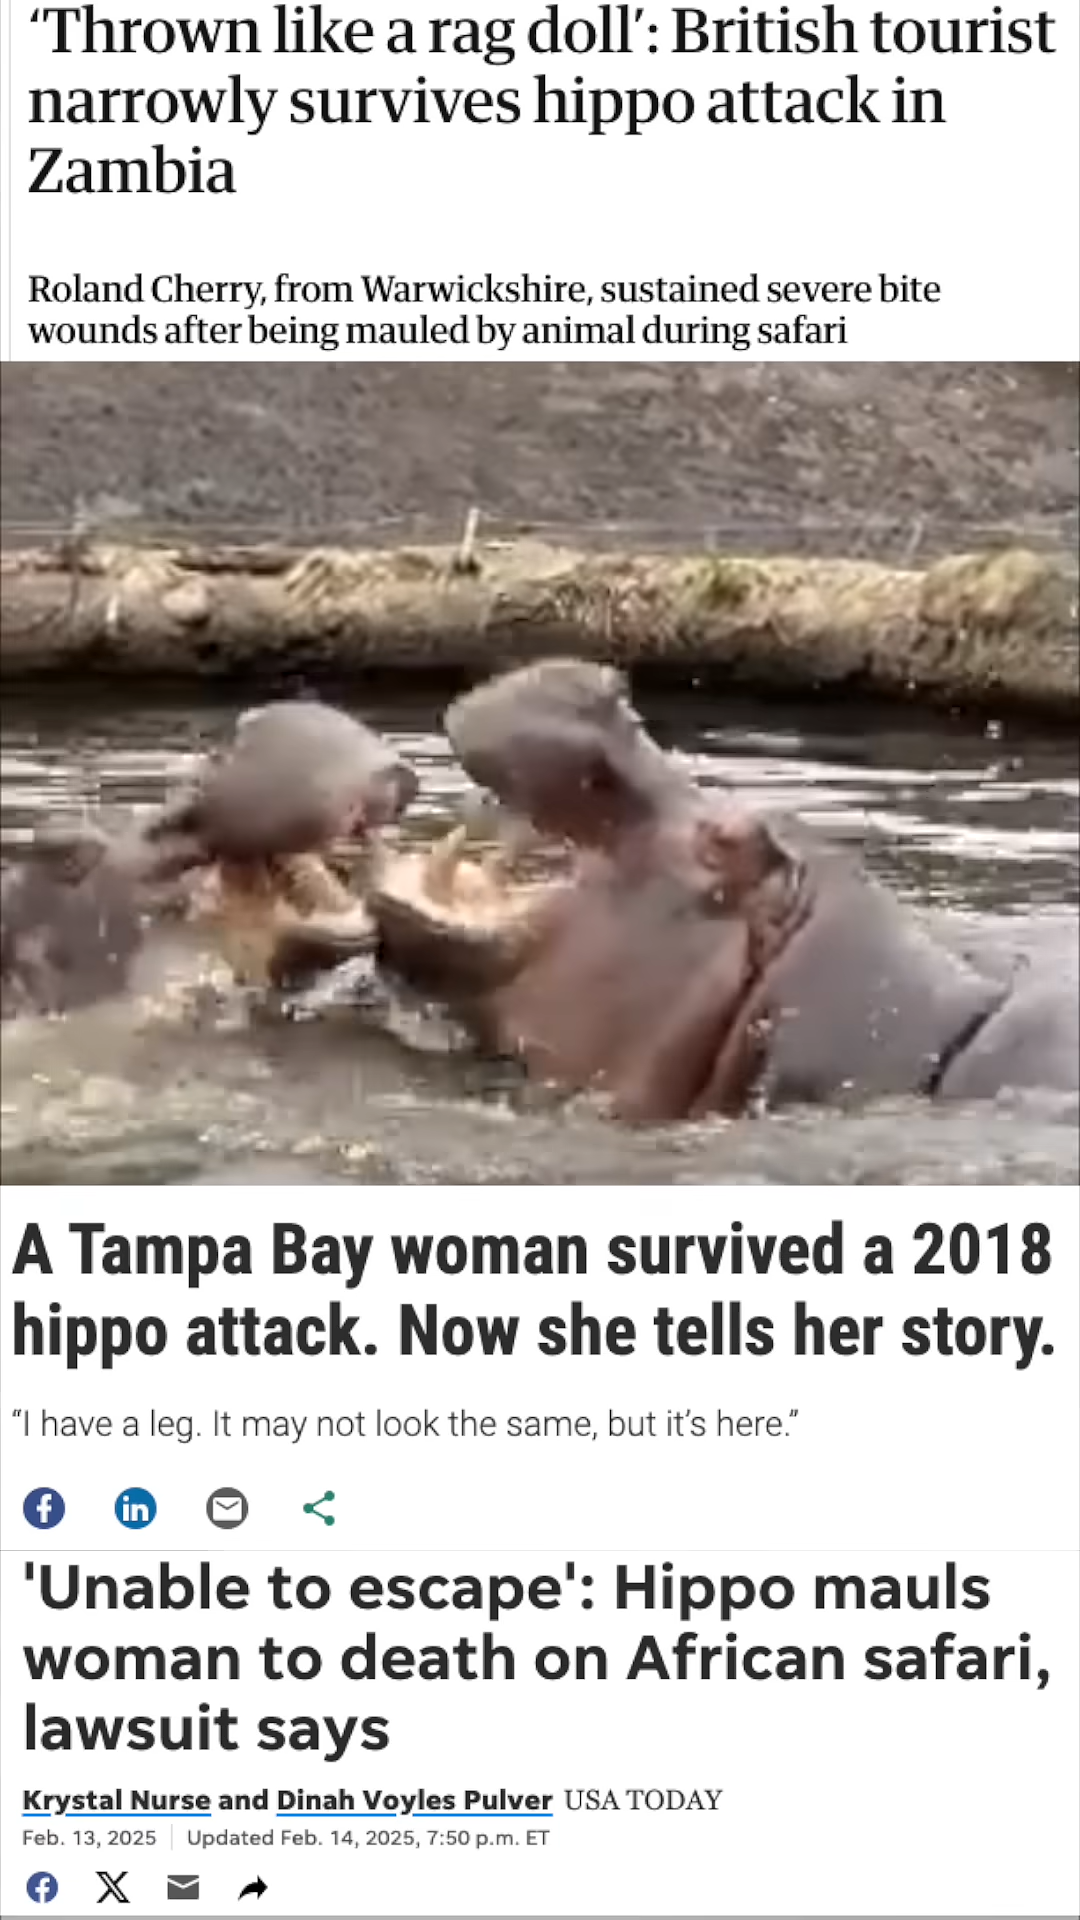 ‘Thrown like a rag doll’: British tourist
narrowly survives hippo attack in
Zambia
Roland Cherry, from Warwickshire, sustained severe bite
wounds after being mauled by animal during safari
A Tampa Bay woman survived a 2018
hippo attack. Now she tells her story.
“I have a leg. It may not look the same, but it’s here.”
'Unable to escape': Hippo mauls
woman to death on African safari,
lawsuit says
Krystal Nurse and Dinah Voyles Pulver USA TODAY
Feb. 13, 2025 | Updated Feb. 14, 2025, 7:50 p.m. ET